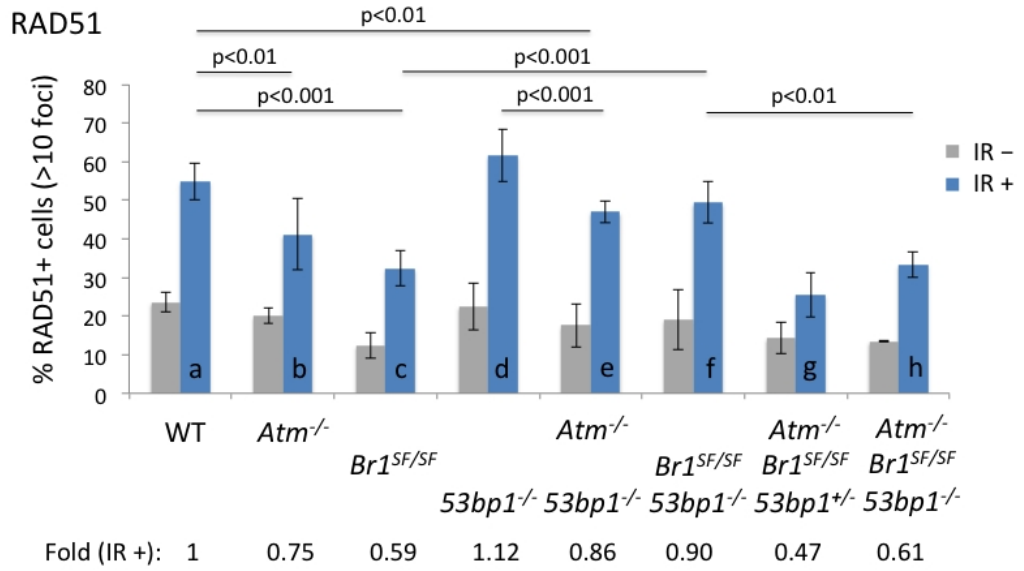 RAD51
p<0.01
p<0.01
p<0.001
p<0.001
p<0.001
p<0.01
% RAD51+ cells (>10 foci)
80
70
60
50
40
30
20
10
0
IR −
IR +
a b c d e f g h
WT Atm-/- Atm-/- Atm-/- Atm-/-
Br1SF/SF Br1SF/SF Br1SF/SF Br1SF/SF
53bp1-/- 53bp1-/- 53bp1-/- 53bp1+/- 53bp1-/-
Fold (IR +): 1 0.75 0.59 1.12 0.86 0.90 0.47 0.61